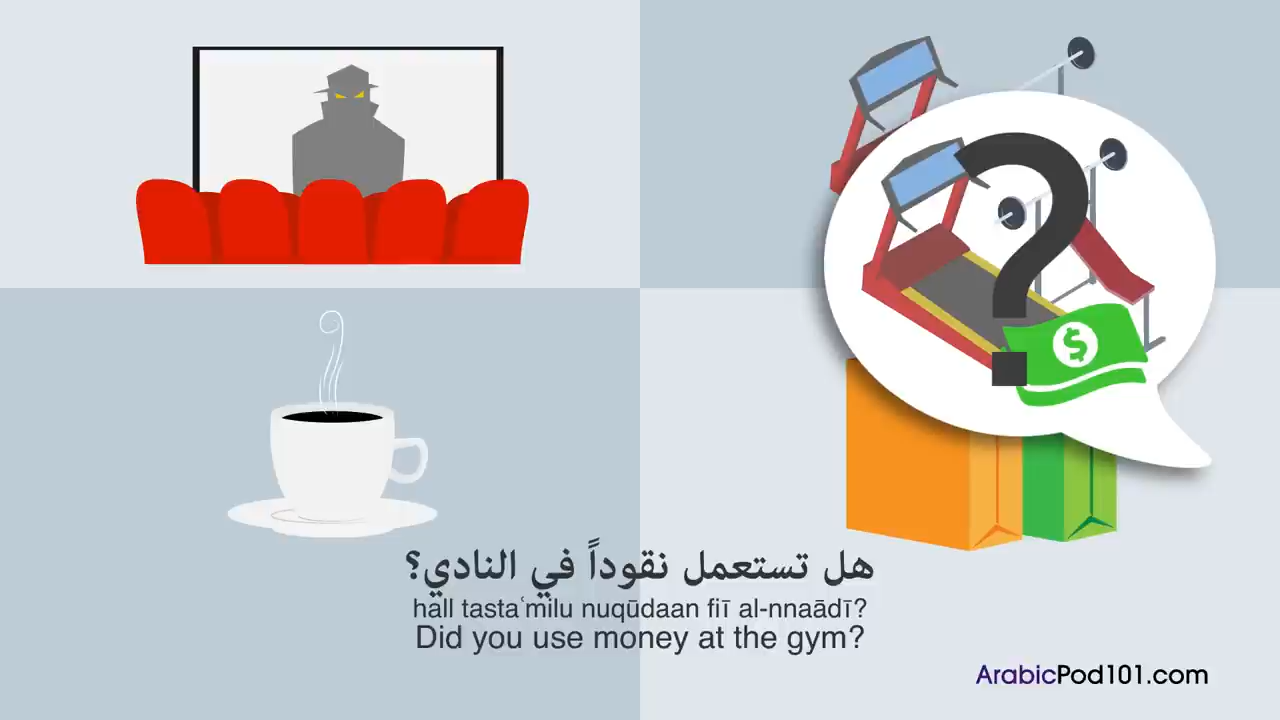 هل تستعمل نقوداً في النادي؟
hall tastaʿmilu nuqūdaan fiī al-nnaādī?
Did you use money at the gym?
ArabicPod101.com
?
$